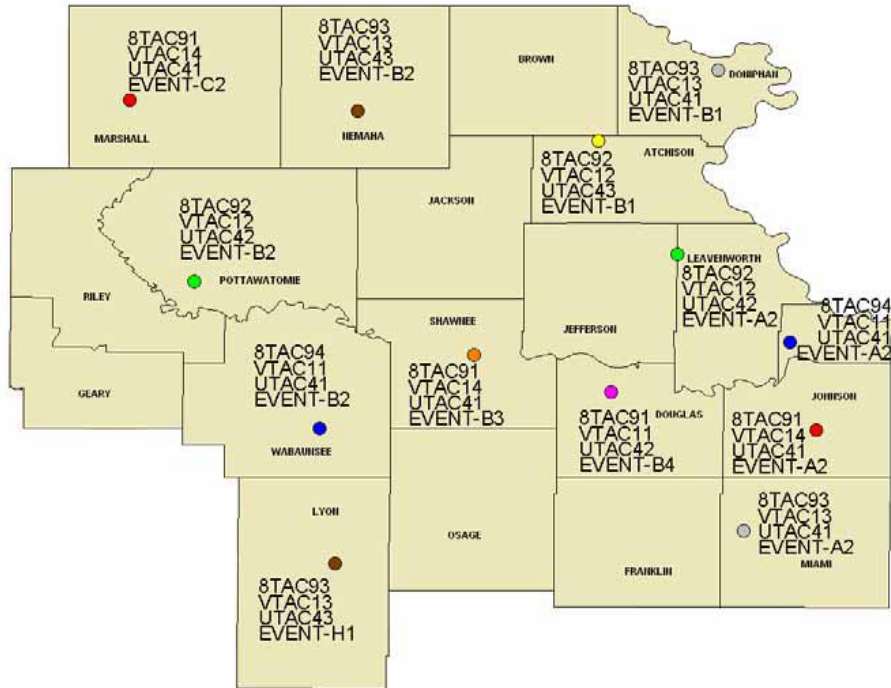 8TAC91
VTAC14
UTAC41
EVENT-C2
MARSHALL
8TAC93
VTAC13
UTAC43
EVENT-B2
NEMAHA
BROWN
DONIPHAN
8TAC93
VTAC13
UTAC41
EVENT-B1
ATCHISON
8TAC92
VTAC12
UTAC43
EVENT-B1
JACKSON
8TAC92
VTAC12
UTAC42
EVENT-B2
POTTAWATOMIE
RILEY
LEAVENWORTH
8TAC92
VTAC12
UTAC42
EVENT-A2
8TAC94
VTAC11
UTAC41
EVENT-A2
SHAWNEE
JEFFERSON
8TAC91
VTAC14
UTAC41
EVENT-B3
GEARY
8TAC94
VTAC11
UTAC41
EVENT-B2
WABAUNSEE
DOUGLAS
8TAC91
VTAC11
UTAC42
EVENT-B4
JOHNSON
8TAC91
VTAC14
UTAC41
EVENT-A2
LYON
8TAC93
VTAC13
UTAC43
EVENT-H1
OSAGE
FRANKLIN
8TAC93
VTAC13
UTAC41
EVENT-A2
MIAMI